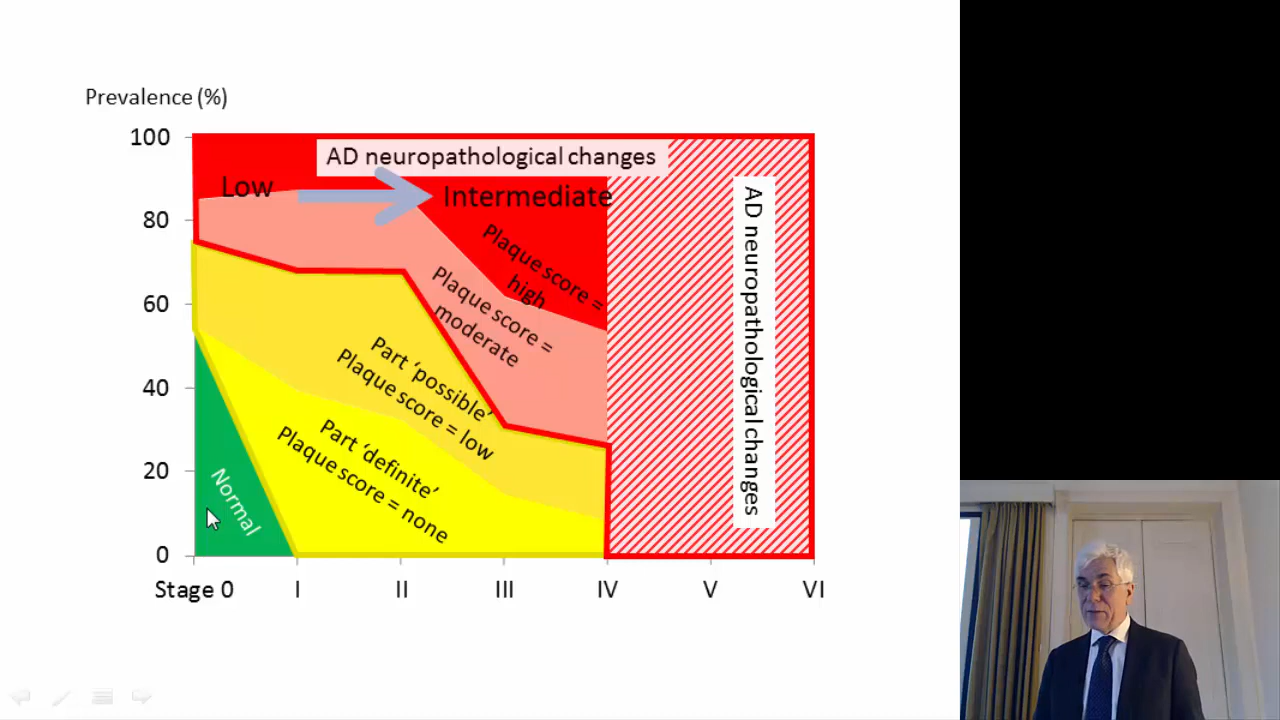 Prevalence (%)
100
80
60
40
20
0
AD neuropathological changes
Low
Intermediate
Plaque score =
high
Plaque score =
moderate
Part ‘possible’
Plaque score = low
Part ‘definite’
Plaque score = none
Normal
AD neuropathological changes
Stage 0 I II III IV V VI